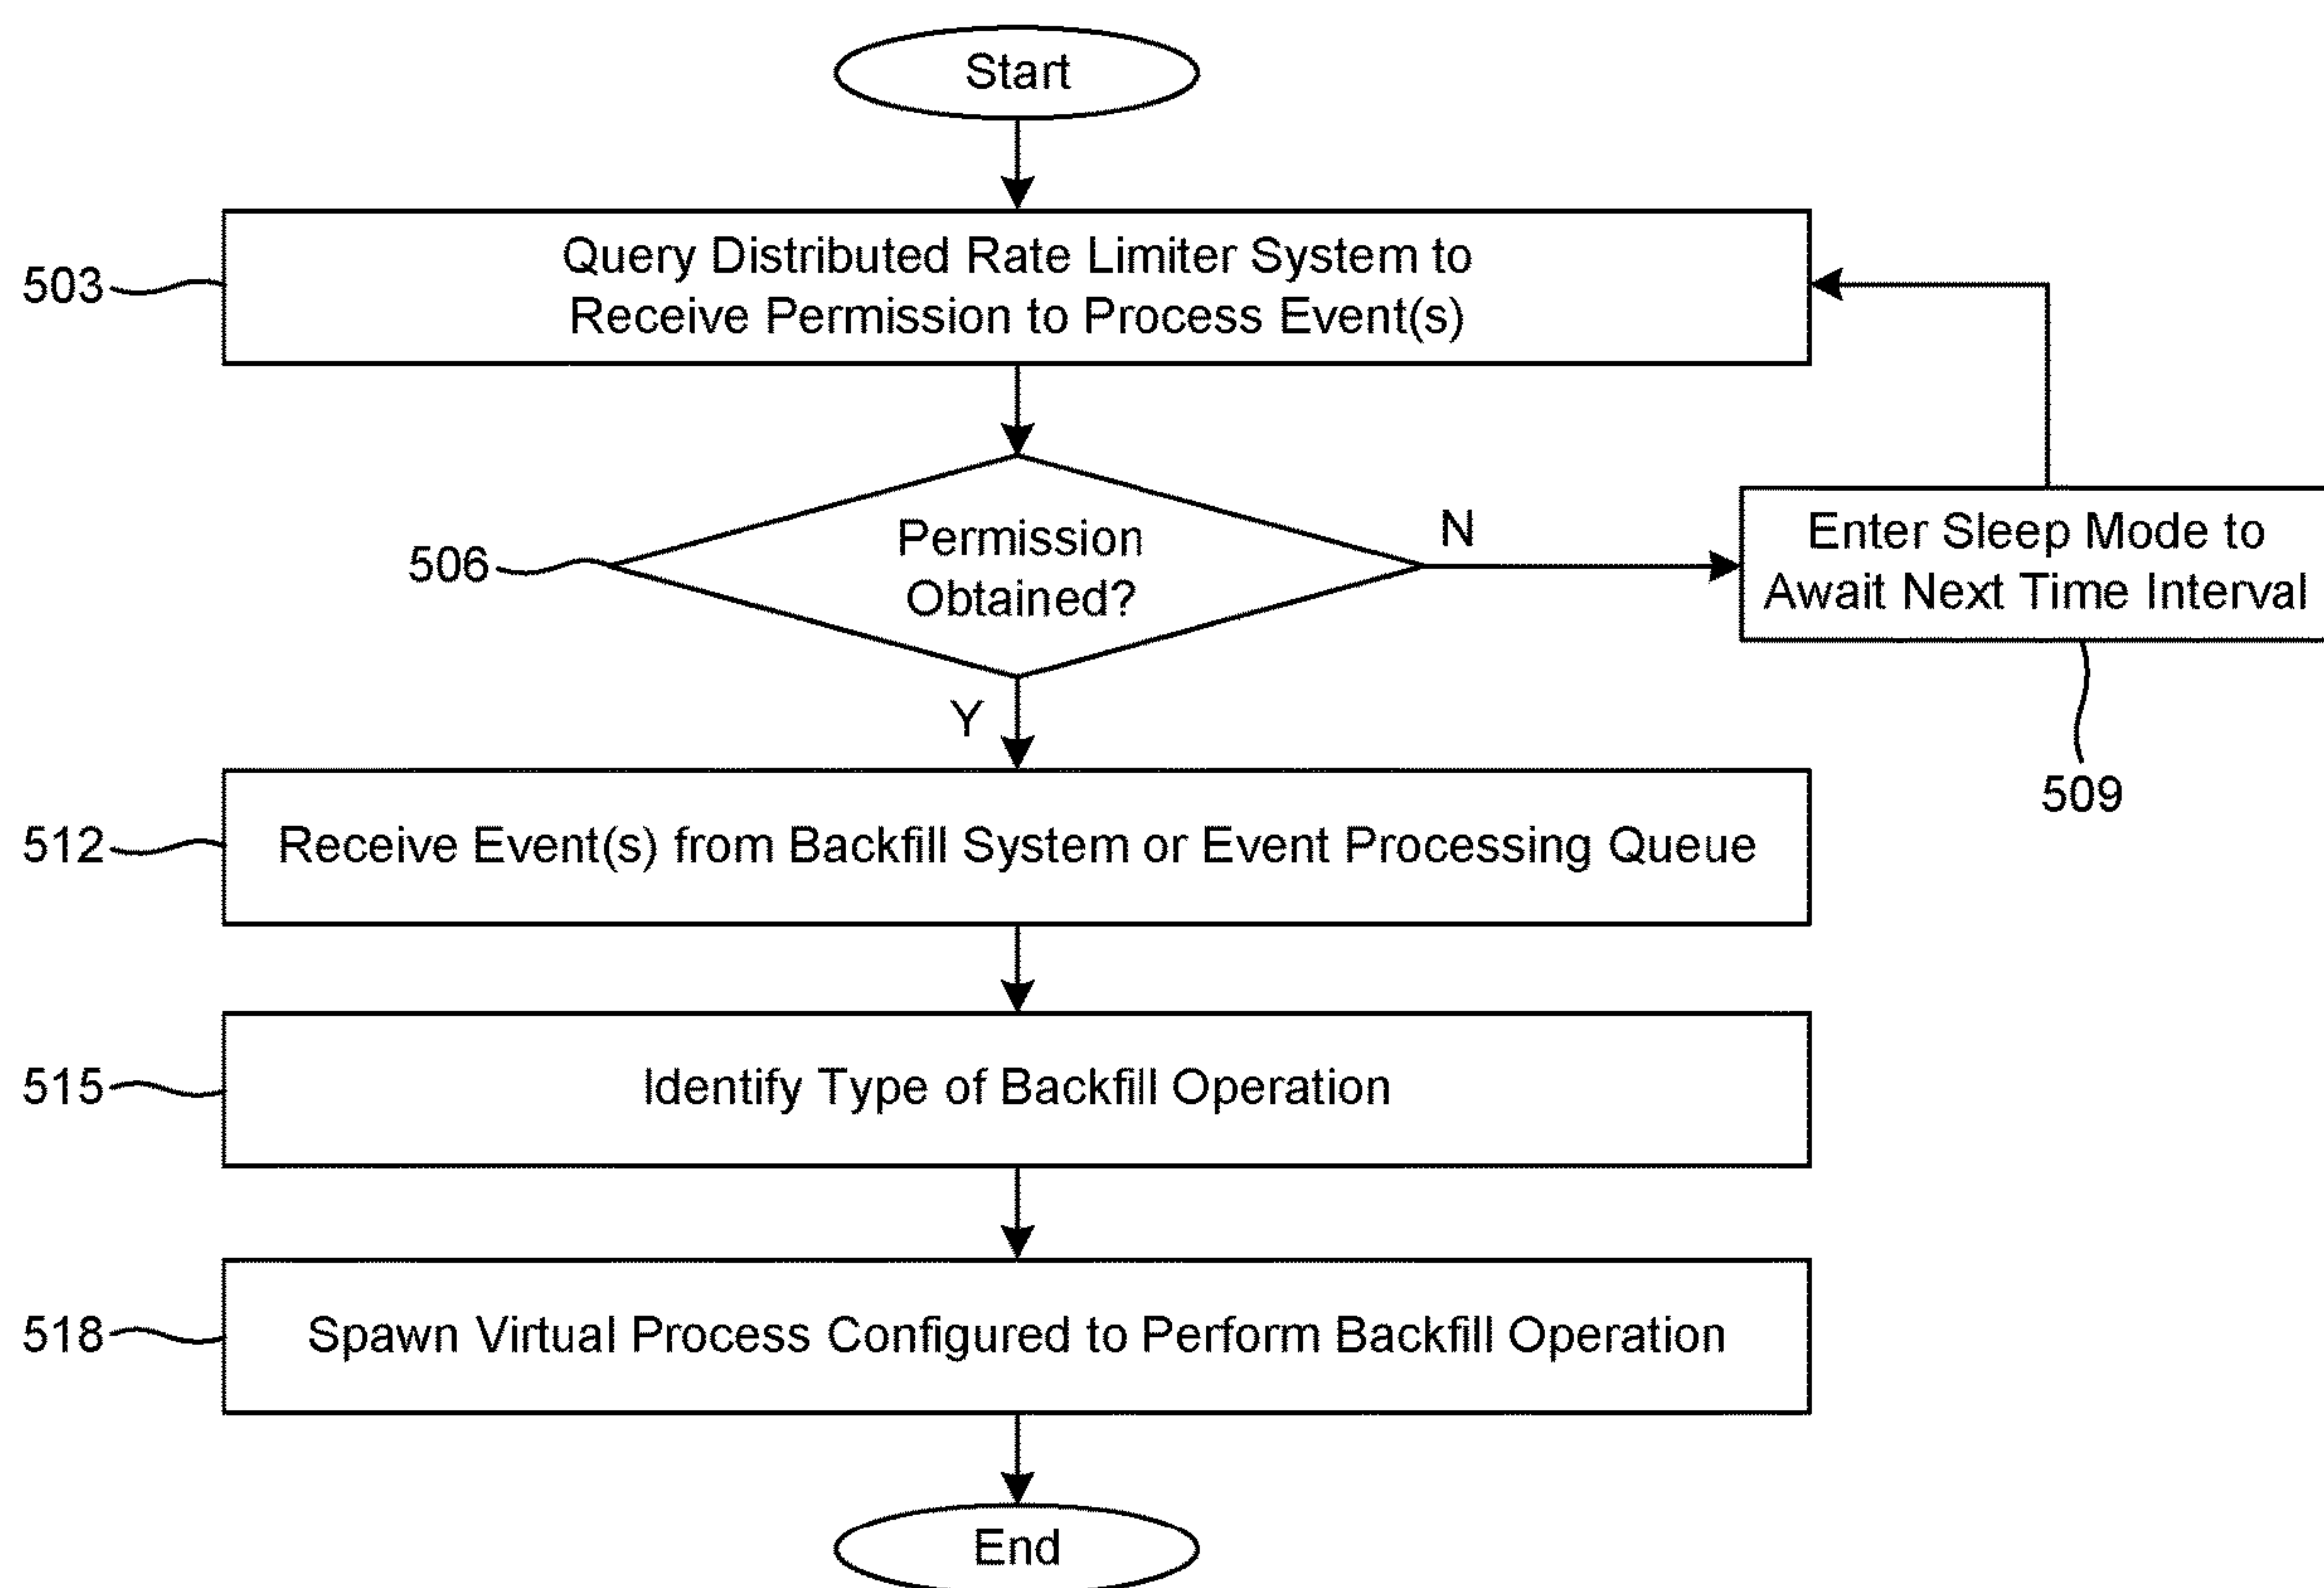 Start
503
Query Distributed Rate Limiter System to
Receive Permission to Process Event(s)
506
Permission
Obtained?
N
Enter Sleep Mode to
Await Next Time Interval
509
Y
512
Receive Event(s) from Backfill System or Event Processing Queue
515
Identify Type of Backfill Operation
518
Spawn Virtual Process Configured to Perform Backfill Operation
End